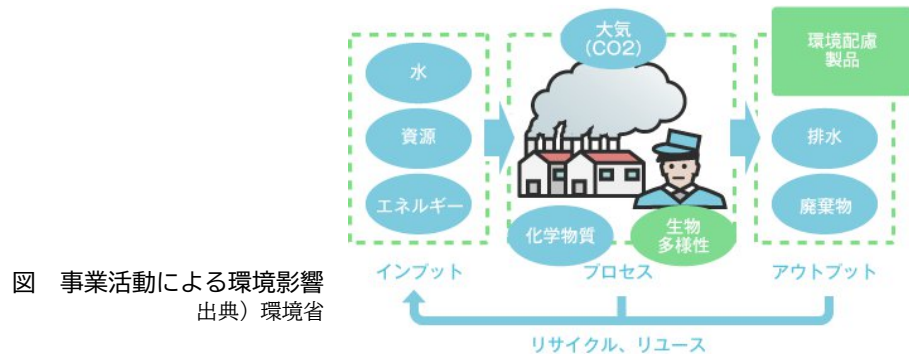 大気
(CO2)
環境配慮
製品
水
資源
エネルギー
排水
廃棄物
化学物質
生物
多様性
インプット
プロセス
アウトプット
図　事業活動による環境影響
出典）環境省
リサイクル、リユース